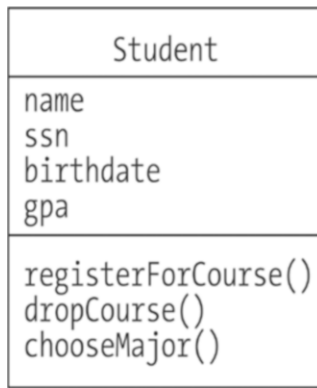 Student
name
ssn
birthdate
gpa
registerForCourse()
dropCourse()
chooseMajor()